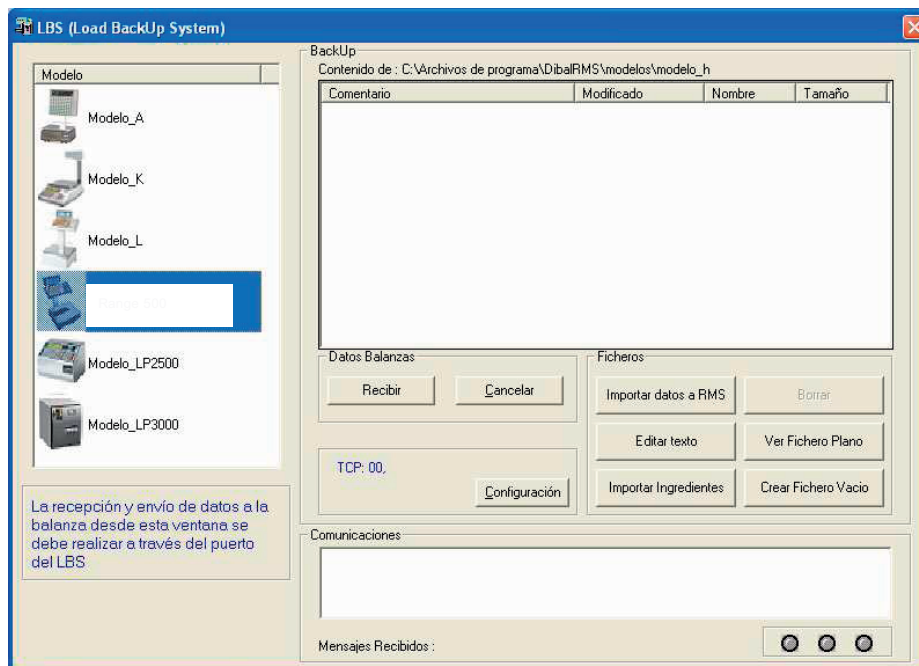 LBS (Load BackUp System)
Modelo
Modelo_A
Modelo_K
Modelo_L
Modelo_LP2500
Modelo_LP3000
La recepción y envío de datos a la
balanza desde esta ventana se
debe realizar a través del puerto
del LBS
BackUp
Contenido de : C:\Archivos de programa\DibalRMS\modelos\modelo_h
Comentario Modificado Nombre Tamaño
Datos Balanzas
Recibir Cancelar
TCP: 00,
Configuración
Ficheros
Importar datos a RMS Borrar
Editar texto Ver Fichero Plano
Importar Ingredientes Crear Fichero Vacio
Comunicaciones
Mensajes Recibidos :